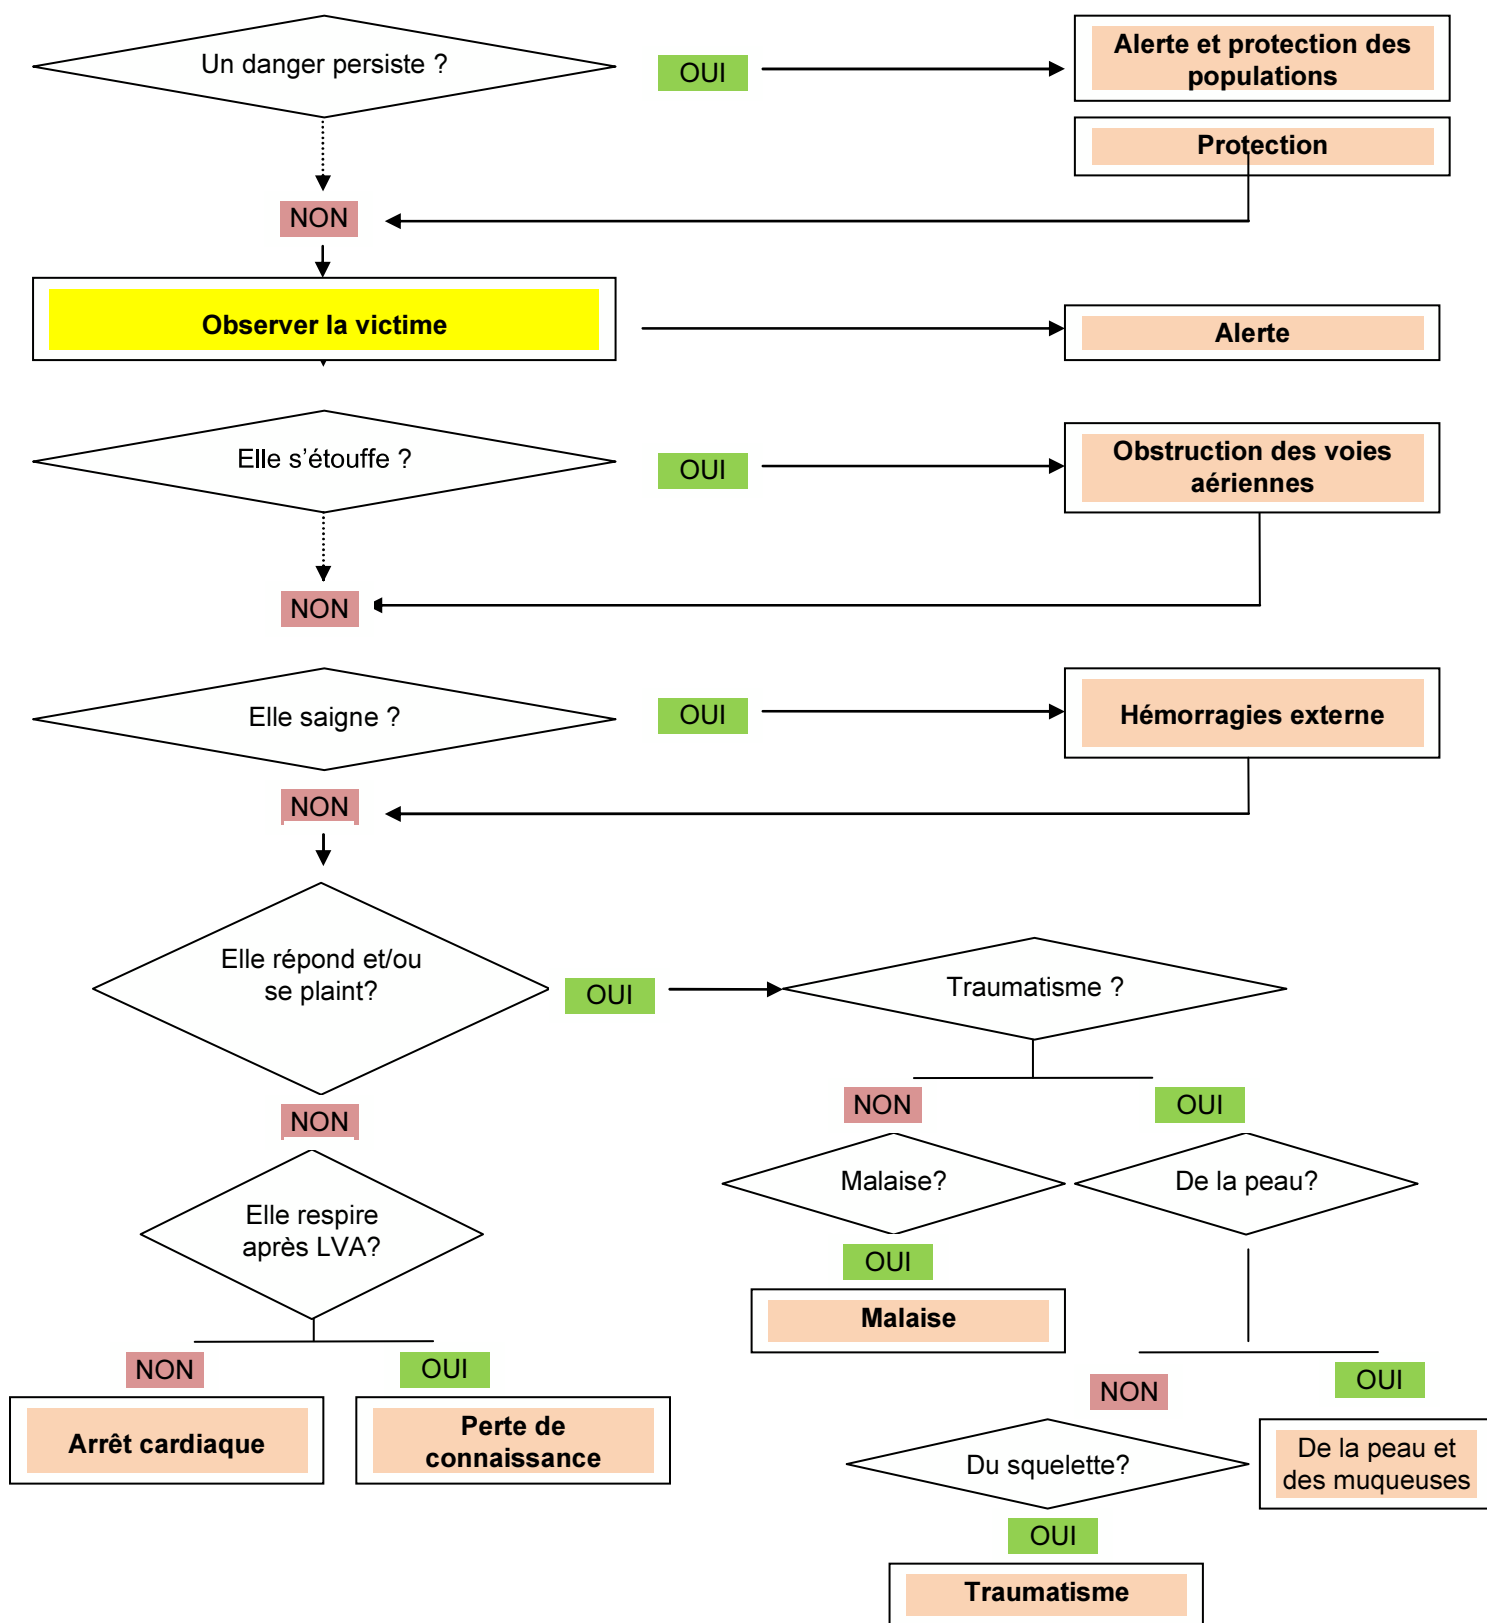 Un danger persiste ?
OUI
Alerte et protection des
populations
Protection
NON
Observer la victime
Alerte
Elle s’étouffe ?
OUI
Obstruction des voies
aériennes
NON
Elle saigne ?
OUI
Hémorragies externe
NON
Elle répond et/ou
se plaint?
OUI
Traumatisme ?
NON
NON
OUI
Malaise?
De la peau?
Elle respire
après LVA?
OUI
Malaise
NON
OUI
NON
OUI
Arrêt cardiaque
Perte de
connaissance
Du squelette?
De la peau et
des muqueuses
OUI
Traumatisme